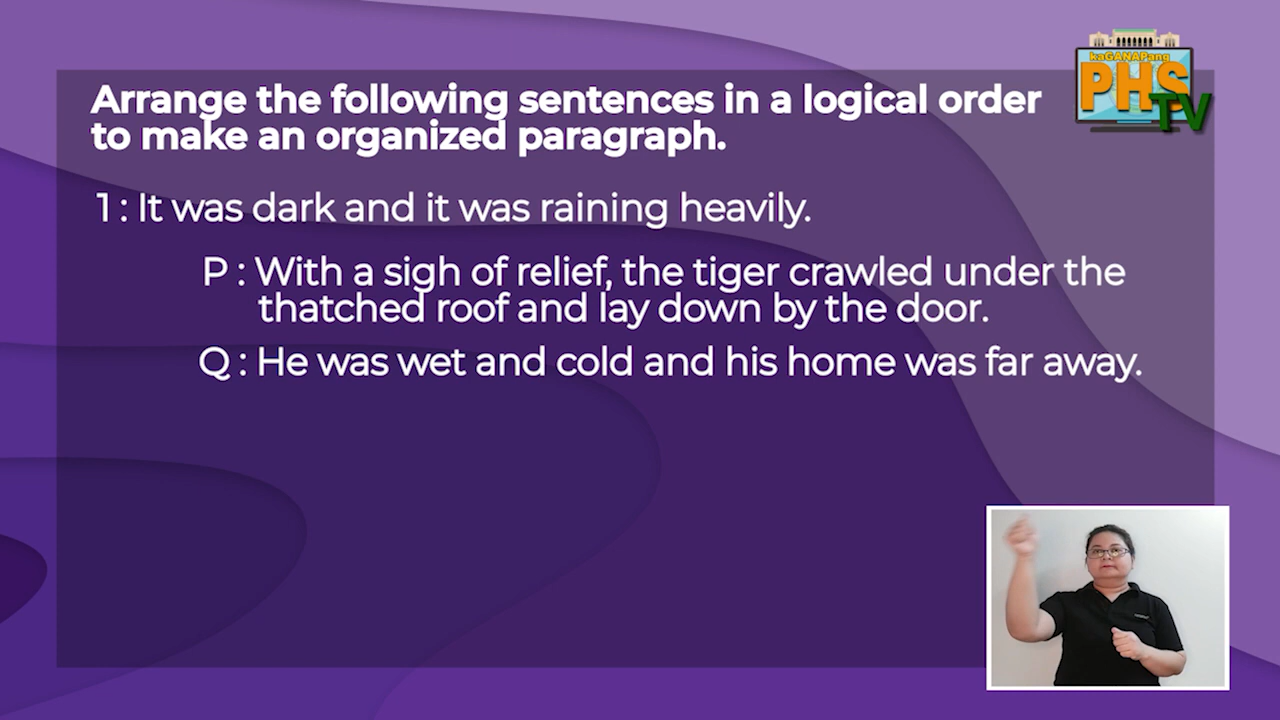 kaGANAPang
PHS
TV
Arrange the following sentences in a logical order
to make an organized paragraph.
1 : It was dark and it was raining heavily.
P : With a sigh of relief, the tiger crawled under the
thatched roof and lay down by the door.
Q : He was wet and cold and his home was far away.